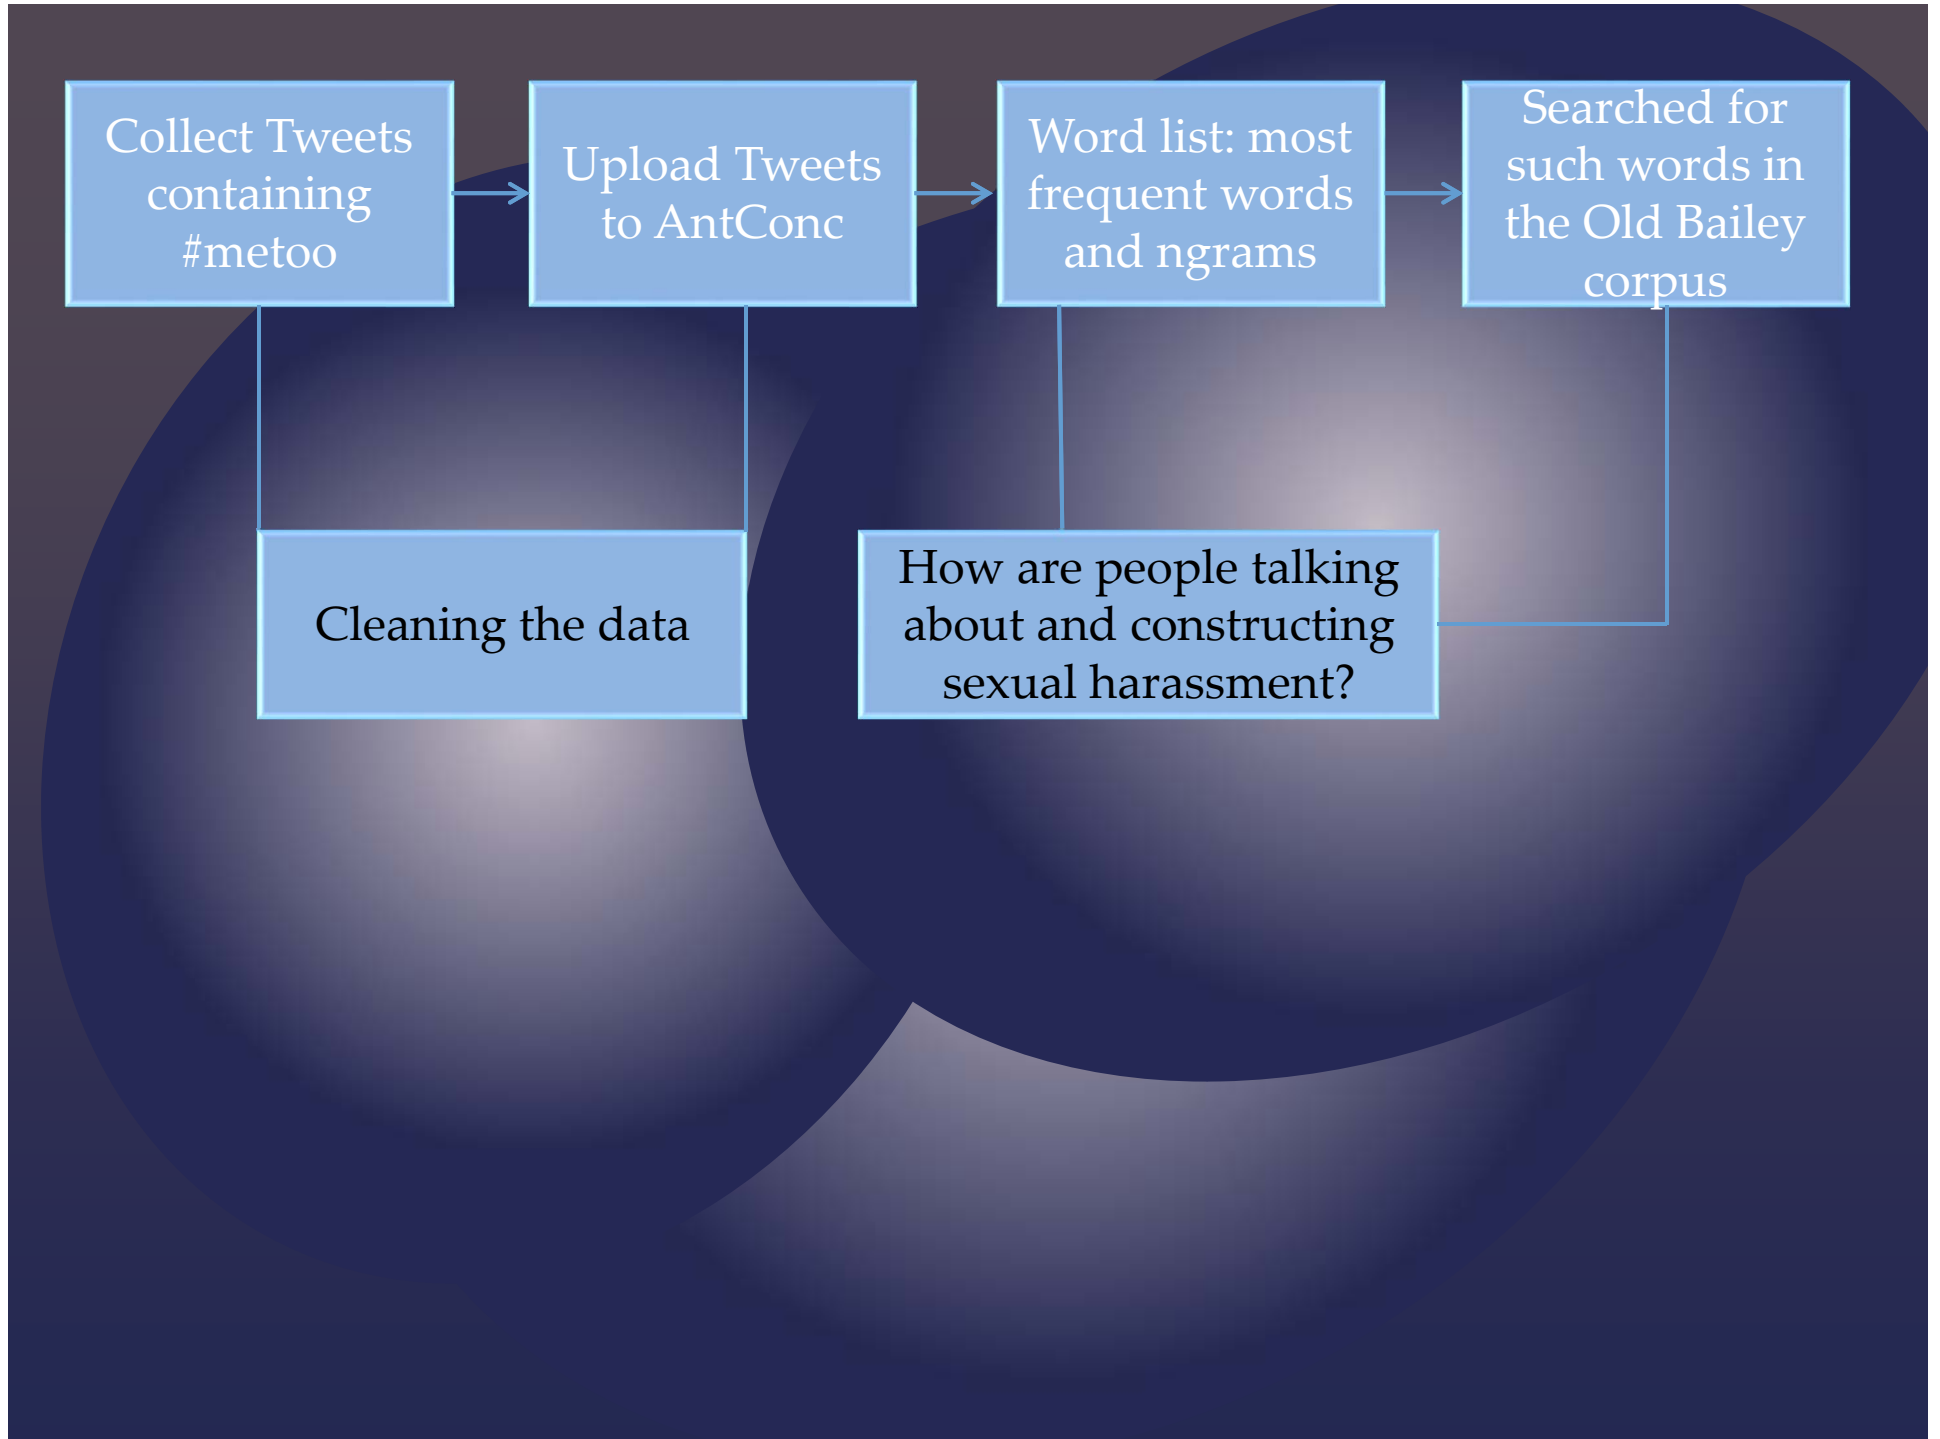 Collect Tweets
containing
#metoo
Upload Tweets
to AntConc
Word list: most
frequent words
and ngrams
Searched for
such words in
the Old Bailey
corpus
Cleaning the data
How are people talking
about and constructing
sexual harassment?